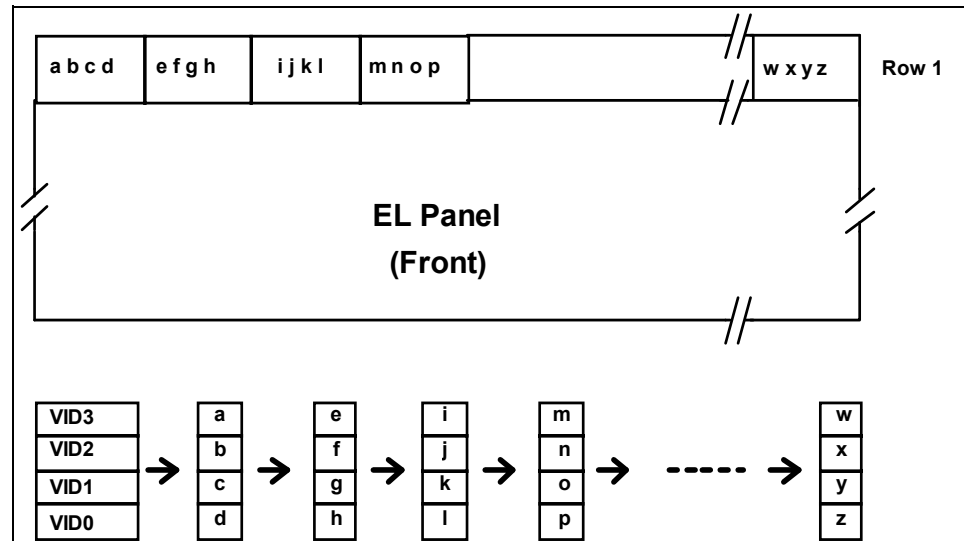 a b c d e f g h i j k l m n o p w x y z Row 1
EL Panel
(Front)
VID3 a e i m w
VID2 b f j n x
VID1 c g k o y
VID0 d h l p z